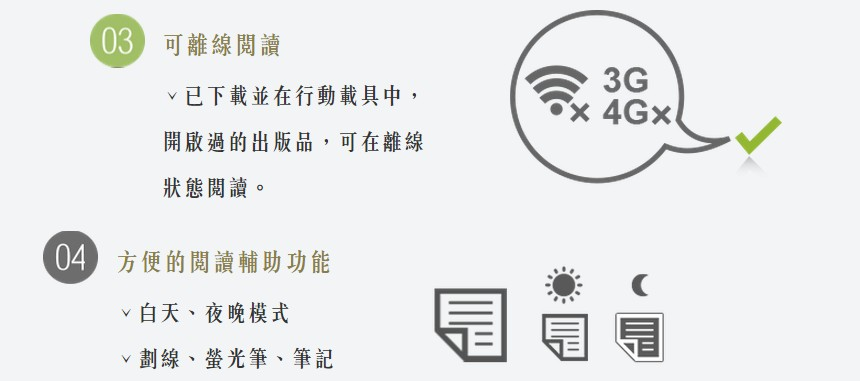 03 可離線閱讀
已下載並在行動載具中，
開啟過的出版品，可在離線
狀態閱讀。
3G
4G
04 方便的閱讀輔助功能
白天、夜晚模式
劃線、螢光筆、筆記